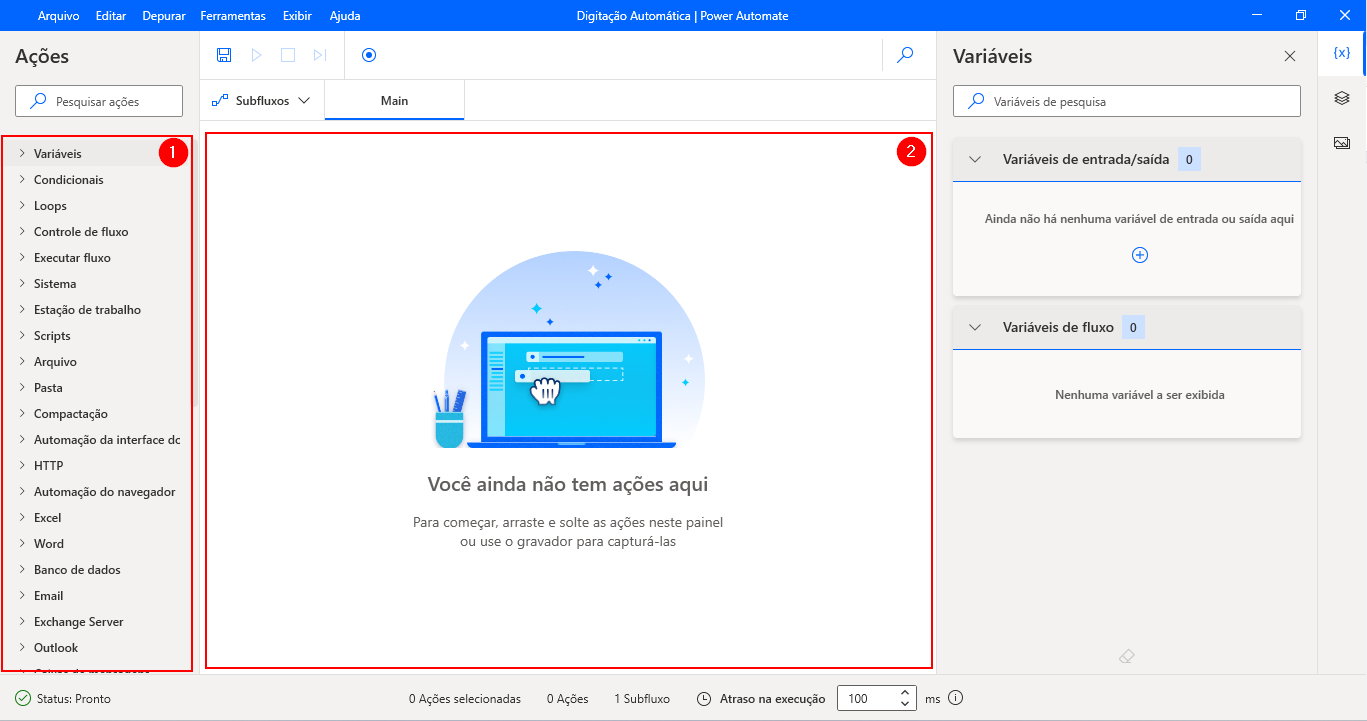 Arquivo Editar Depurar Ferramentas Exibir Ajuda
Digitação Automática | Power Automate
Ações
Pesquisar ações
1
Variáveis
Condicionais
Loops
Controle de fluxo
Executar fluxo
Sistema
Estação de trabalho
Scripts
Arquivo
Pasta
Compactação
Automação da interface dc
HTTP
Automação do navegador
Excel
Word
Banco de dados
Email
Exchange Server
Outlook
Subfluxos
Main
2
Você ainda não tem ações aqui
Para começar, arraste e solte as ações neste painel
ou use o gravador para capturá-las
Variáveis
{x}
Variáveis de pesquisa
Variáveis de entrada/saída 0
Ainda não há nenhuma variável de entrada ou saída aqui
Variáveis de fluxo 0
Nenhuma variável a ser exibida
Status: Pronto
0 Ações selecionadas
0 Ações
1 Subfluxo
Atraso na execução 100 ms